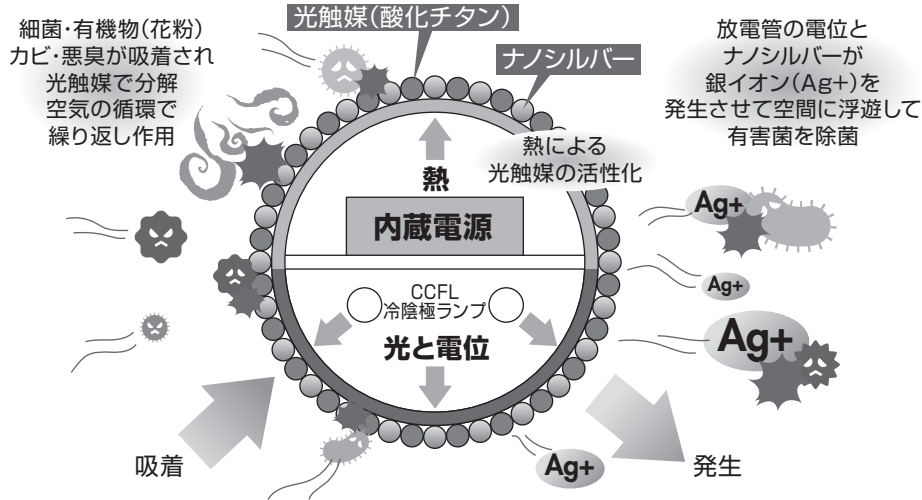 細菌・有機物(花粉)
カビ・悪臭が吸着され
光触媒で分解
空気の循環で
繰り返し作用
光触媒(酸化チタン)
ナノシルバー
放電管の電位と
ナノシルバーが
銀イオン(Ag+)を
発生させて空間に浮遊して
有害菌を除菌
熱による
光触媒の活性化
熱
内蔵電源
CCFL
冷陰極ランプ
光と電位
Ag+
Ag+
Ag+
Ag+
吸着
発生